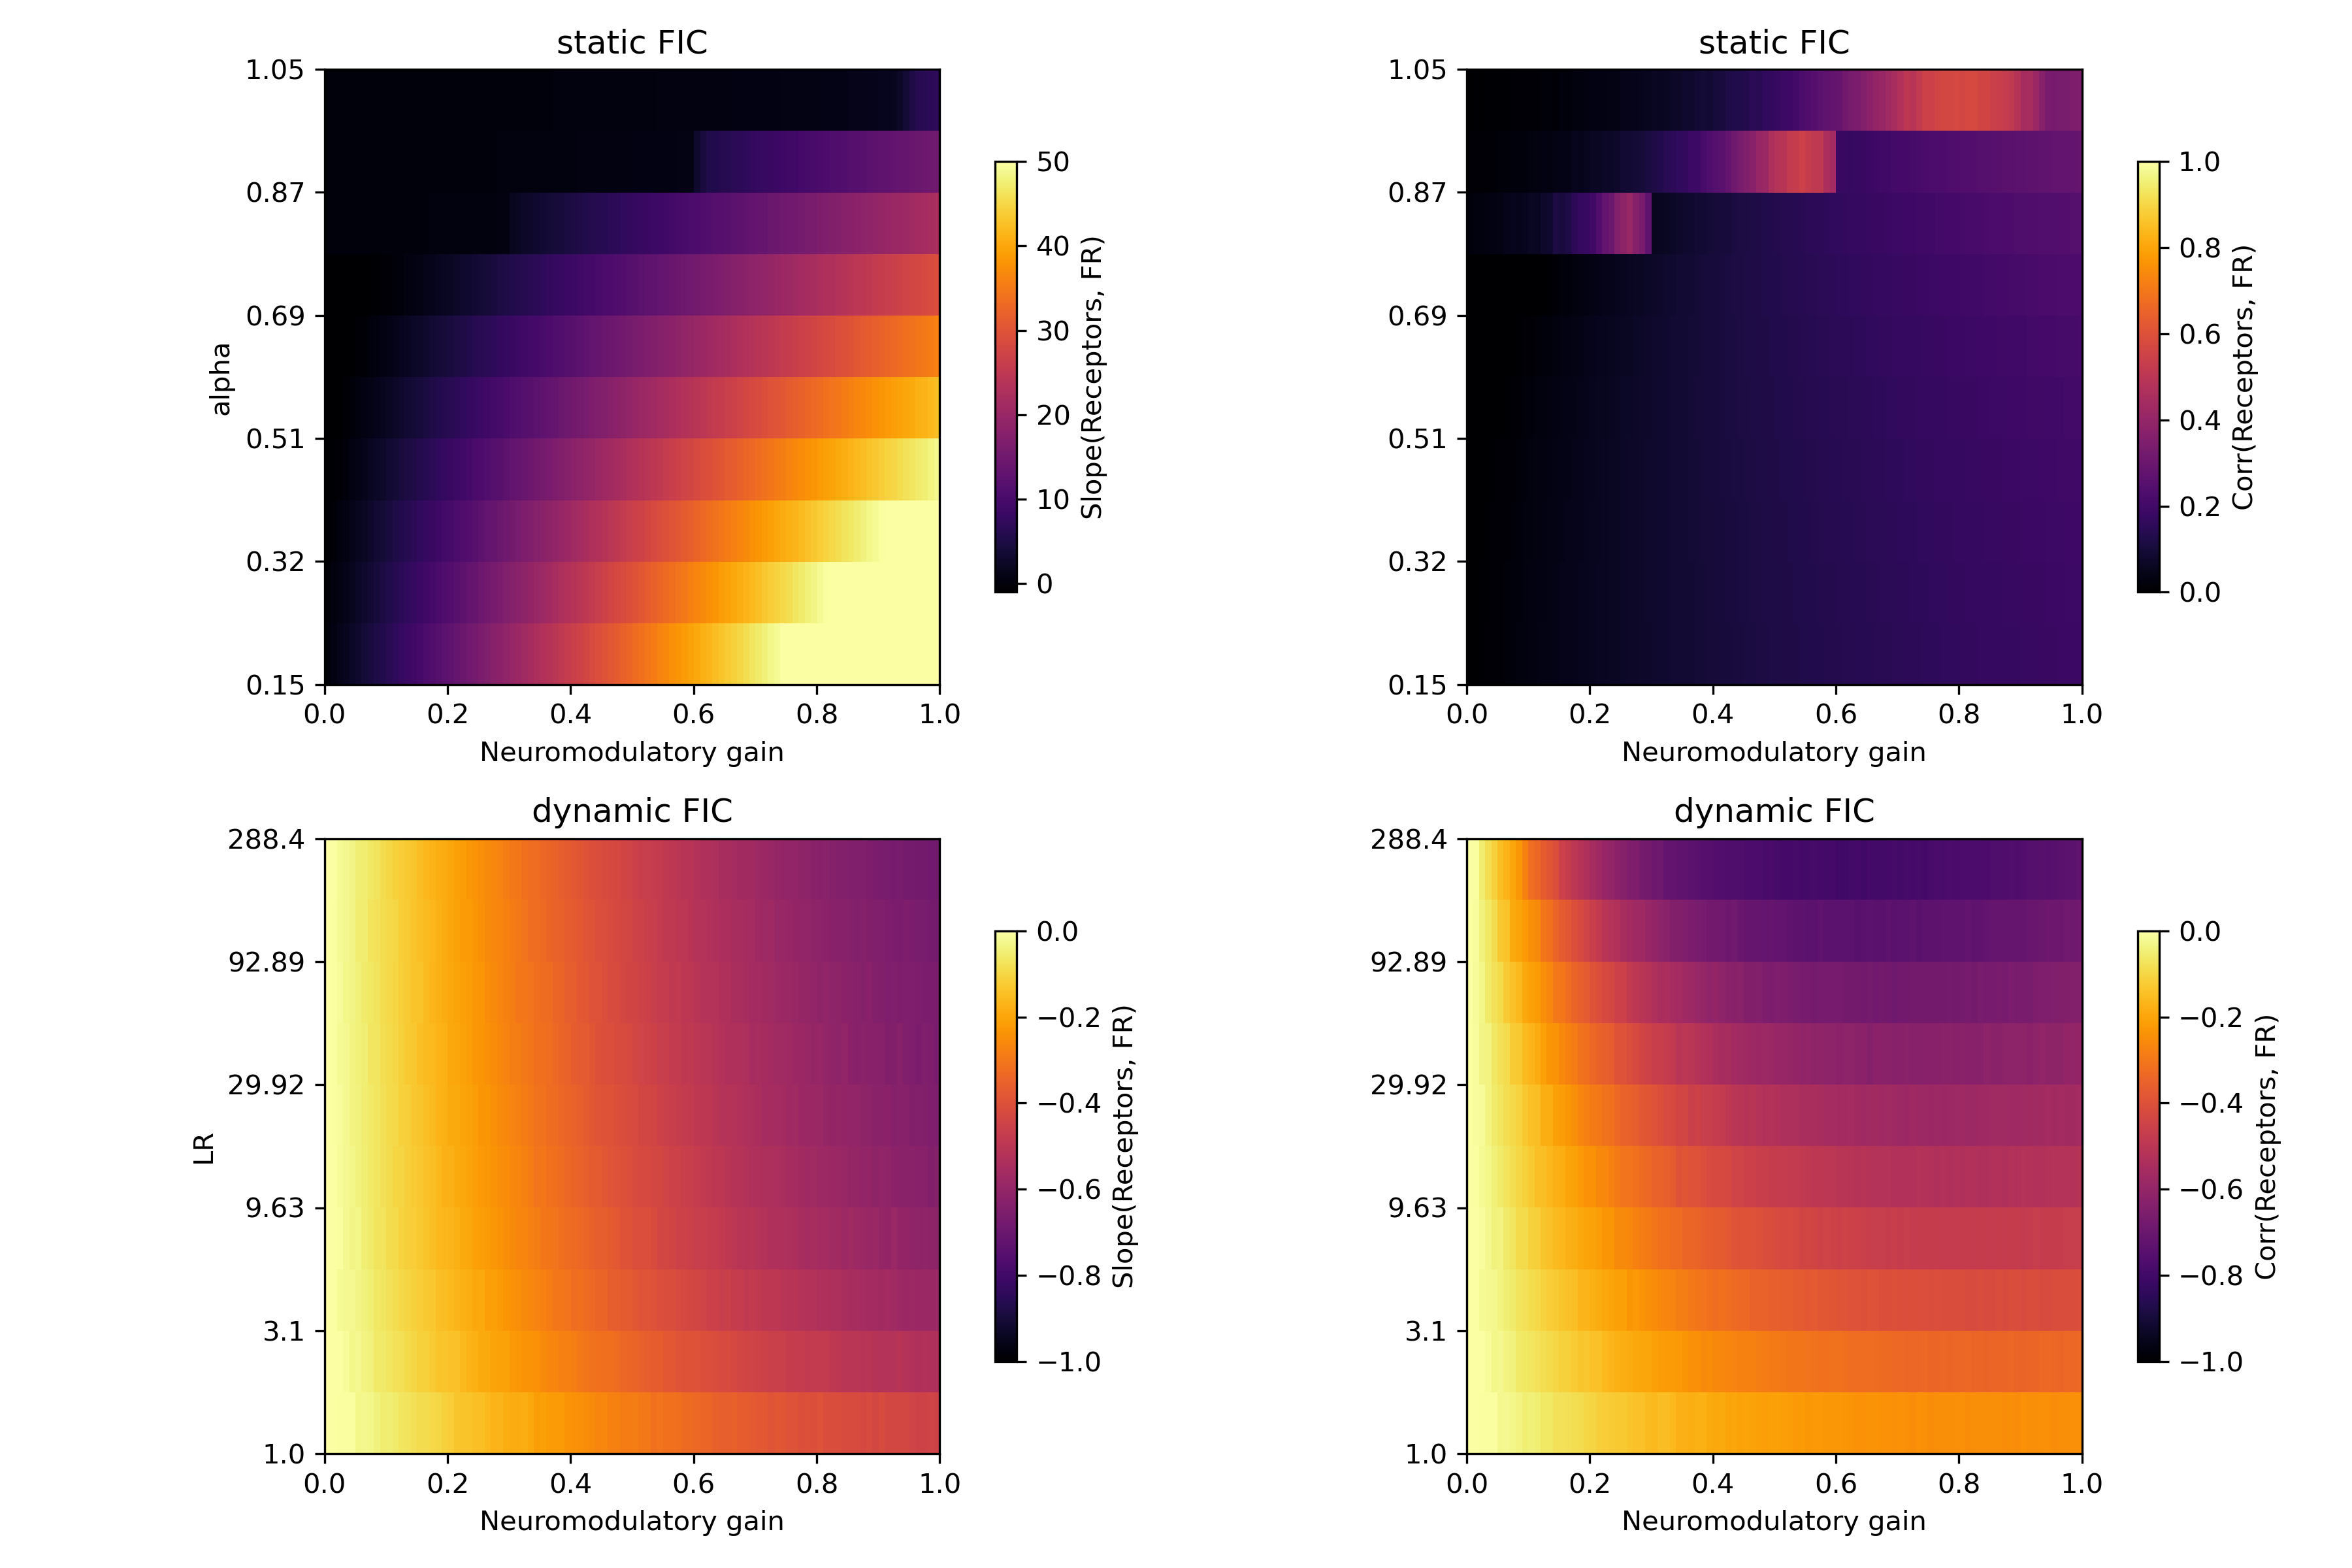 static FIC
1.05
0.87
0.69
0.51
0.32
0.15
alpha
0.0 0.2 0.4 0.6 0.8 1.0
Neuromodulatory gain
50
40
30
20
10
0
Slope(Receptors, FR)
static FIC
1.05
0.87
0.69
0.51
0.32
0.15
0.0 0.2 0.4 0.6 0.8 1.0
Neuromodulatory gain
1.0
0.8
0.6
0.4
0.2
0.0
Corr(Receptors, FR)
dynamic FIC
288.4
92.89
29.92
9.63
3.1
1.0
LR
0.0 0.2 0.4 0.6 0.8 1.0
Neuromodulatory gain
0.0
−0.2
−0.4
−0.6
−0.8
−1.0
Slope(Receptors, FR)
dynamic FIC
288.4
92.89
29.92
9.63
3.1
1.0
0.0 0.2 0.4 0.6 0.8 1.0
Neuromodulatory gain
0.0
−0.2
−0.4
−0.6
−0.8
−1.0
Corr(Receptors, FR)